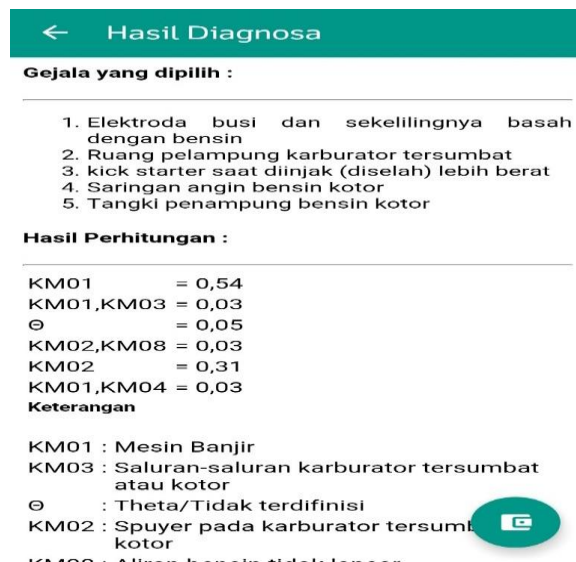 Hasil Diagnosa
Gejala yang dipilih :
1. Elektroda busi dan sekelilingnya basah
dengan bensin
2. Ruang pelampung karburator tersumbat
3. kick starter saat diinjak (diselah) lebih berat
4. Saringan angin bensin kotor
5. Tangki penampung bensin kotor
Hasil Perhitungan :
KM01 = 0,54
KM01,KM03 = 0,03
Θ = 0,05
KM02,KM08 = 0,03
KM02 = 0,31
KM01,KM04 = 0,03
Keterangan
KM01 : Mesin Banjir
KM03 : Saluran-saluran karburator tersumbat
atau kotor
Θ : Theta/Tidak terdifinisi
KM02 : Spuyer pada karburator
kotor
: Aliran bensin tidak lancar